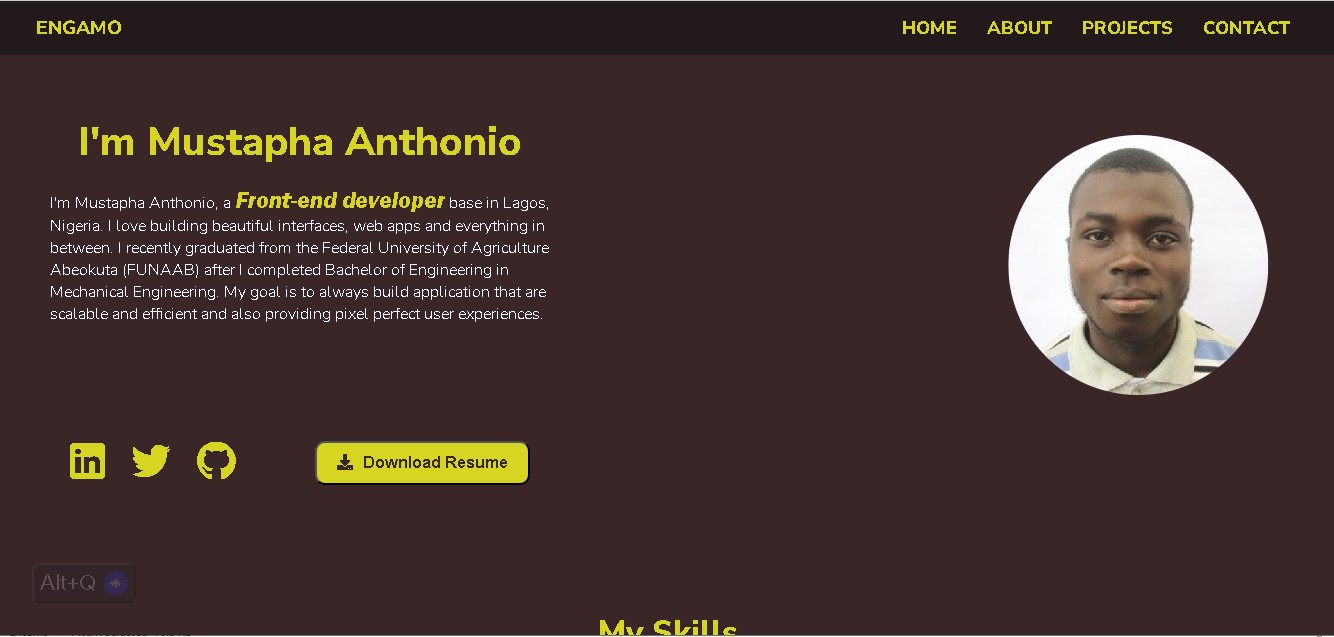 ENGAMO
HOME ABOUT PROJECTS CONTACT
I'm Mustapha Anthonio
I'm Mustapha Anthonio, a Front-end developer base in Lagos,
Nigeria. I love building beautiful interfaces, web apps and everything in
between. I recently graduated from the Federal University of Agriculture
Abeokuta (FUNAAB) after I completed Bachelor of Engineering in
Mechanical Engineering. My goal is to always build application that are
scalable and efficient and also providing pixel perfect user experiences.
in
Download Resume
Alt+Q
My Skills